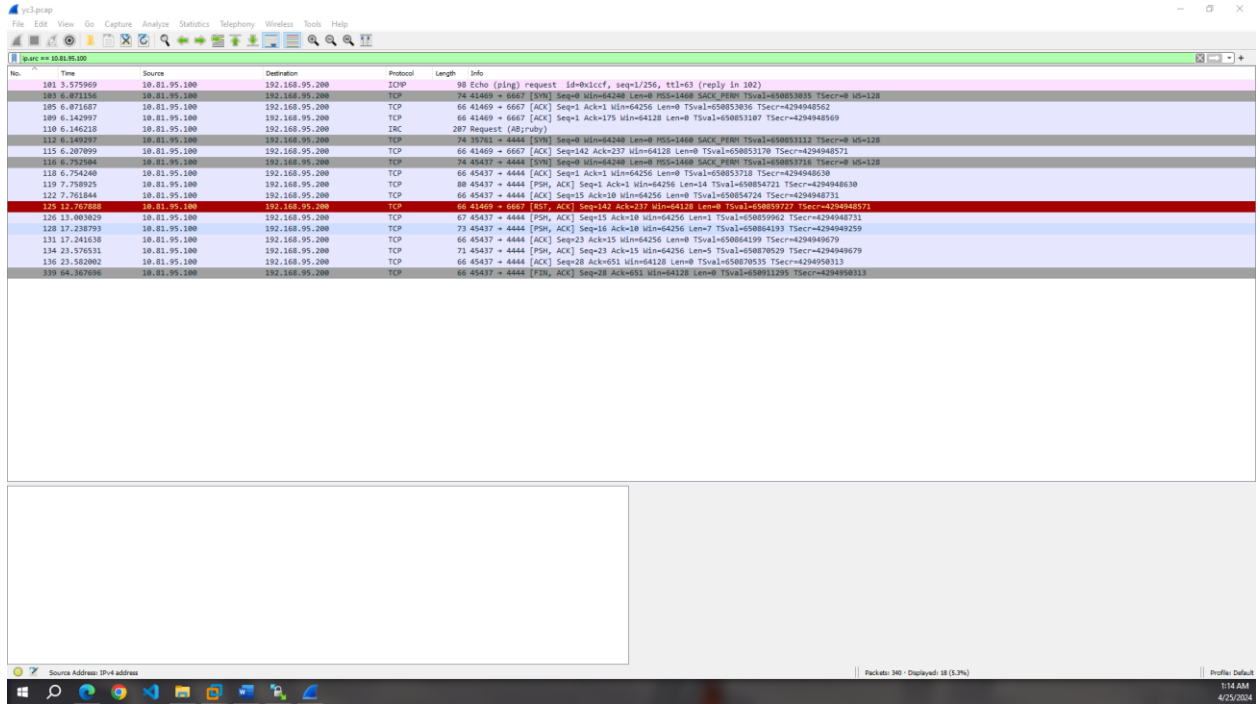 yc3.pcap
File Edit View Go Capture Analyze Statistics Telephony Wireless Tools Help
ip.src == 10.81.95.100
No. Time Source Destination Protocol Length Info
101 3.575969 10.81.95.100 192.168.95.200 ICMP 98 Echo (ping) request id=0x1ccf, seq=1/256, ttl=63 (reply in 102)
103 6.071156 10.81.95.100 192.168.95.200 TCP 74 41469 → 6667 [SYN] Seq=0 Win=64240 Len=0 MSS=1460 SACK_PERM TSval=650853035 TSecr=0 WS=128
105 6.071687 10.81.95.100 192.168.95.200 TCP 66 41469 → 6667 [ACK] Seq=1 Ack=1 Win=64256 Len=0 TSval=650853036 TSecr=4294948562
109 6.142997 10.81.95.100 192.168.95.200 TCP 66 41469 → 6667 [ACK] Seq=1 Ack=175 Win=64128 Len=0 TSval=650853107 TSecr=4294948569
110 6.146218 10.81.95.100 192.168.95.200 IRC 207 Request (AB;ruby)
112 6.149297 10.81.95.100 192.168.95.200 TCP 74 35761 → 4444 [SYN] Seq=0 Win=64240 Len=0 MSS=1460 SACK_PERM TSval=650853112 TSecr=0 WS=128
115 6.207099 10.81.95.100 192.168.95.200 TCP 66 41469 → 6667 [ACK] Seq=142 Ack=237 Win=64128 Len=0 TSval=650853170 TSecr=4294948571
116 6.752504 10.81.95.100 192.168.95.200 TCP 74 45437 → 4444 [SYN] Seq=0 Win=64240 Len=0 MSS=1460 SACK_PERM TSval=650853716 TSecr=0 WS=128
118 6.754240 10.81.95.100 192.168.95.200 TCP 66 45437 → 4444 [ACK] Seq=1 Ack=1 Win=64256 Len=0 TSval=650853718 TSecr=4294948630
119 7.758925 10.81.95.100 192.168.95.200 TCP 80 45437 → 4444 [PSH, ACK] Seq=1 Ack=1 Win=64256 Len=14 TSval=650854721 TSecr=4294948630
122 7.761844 10.81.95.100 192.168.95.200 TCP 66 45437 → 4444 [ACK] Seq=15 Ack=10 Win=64256 Len=0 TSval=650854724 TSecr=4294948731
125 12.767888 10.81.95.100 192.168.95.200 TCP 66 41469 → 6667 [RST, ACK] Seq=142 Ack=237 Win=64128 Len=0 TSval=650859727 TSecr=4294948571
126 13.003029 10.81.95.100 192.168.95.200 TCP 67 45437 → 4444 [PSH, ACK] Seq=15 Ack=10 Win=64256 Len=1 TSval=650859962 TSecr=4294948731
128 17.238793 10.81.95.100 192.168.95.200 TCP 73 45437 → 4444 [PSH, ACK] Seq=16 Ack=10 Win=64256 Len=7 TSval=650864193 TSecr=4294949259
131 17.241638 10.81.95.100 192.168.95.200 TCP 66 45437 → 4444 [ACK] Seq=23 Ack=15 Win=64256 Len=0 TSval=650864199 TSecr=4294949679
134 23.576531 10.81.95.100 192.168.95.200 TCP 71 45437 → 4444 [PSH, ACK] Seq=23 Ack=15 Win=64256 Len=5 TSval=650870529 TSecr=4294949679
136 23.582002 10.81.95.100 192.168.95.200 TCP 66 45437 → 4444 [ACK] Seq=28 Ack=651 Win=64128 Len=0 TSval=650870535 TSecr=4294950313
339 64.367696 10.81.95.100 192.168.95.200 TCP 66 45437 → 4444 [FIN, ACK] Seq=28 Ack=651 Win=64128 Len=0 TSval=650911295 TSecr=4294950313
Source Address: IPv4 address
Packets: 340 · Displayed: 18 (5.3%)
Profile: Default
1:14 AM
4/25/2024